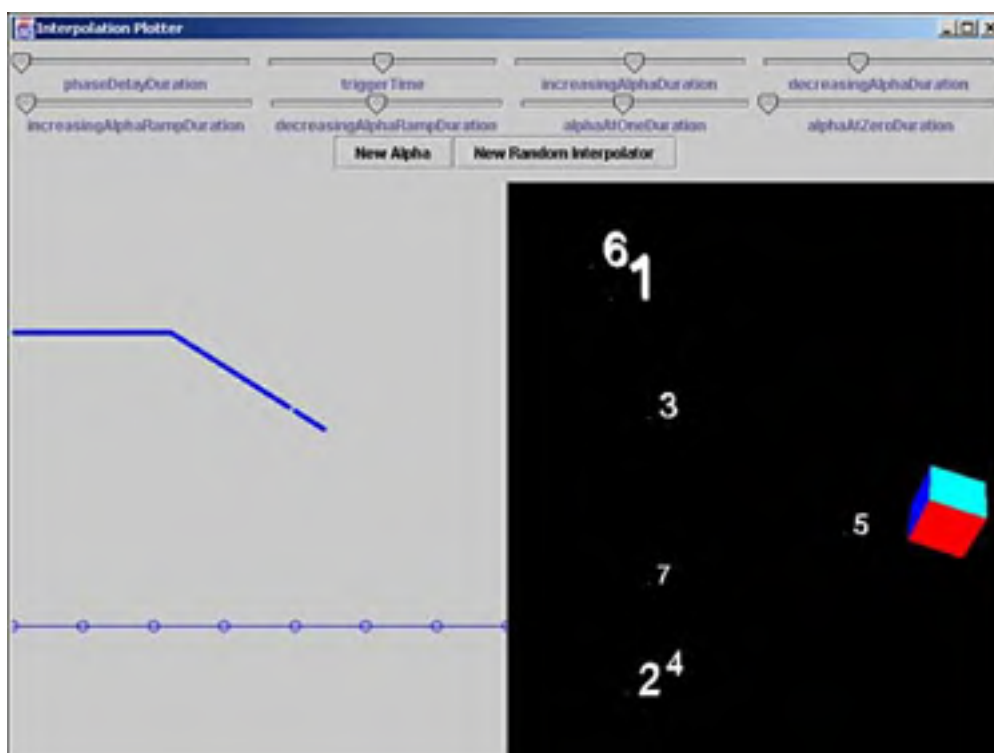 Interpolation Plotter
phaseDelayDuration triggerTime increasingAlphaDuration decreasingAlphaDuration
increasingAlphaRampDuration decreasingAlphaRampDuration alphaAtOneDuration alphaAtZeroDuration
New Alpha New Random Interpolator
6
1
3
5
7
2 4